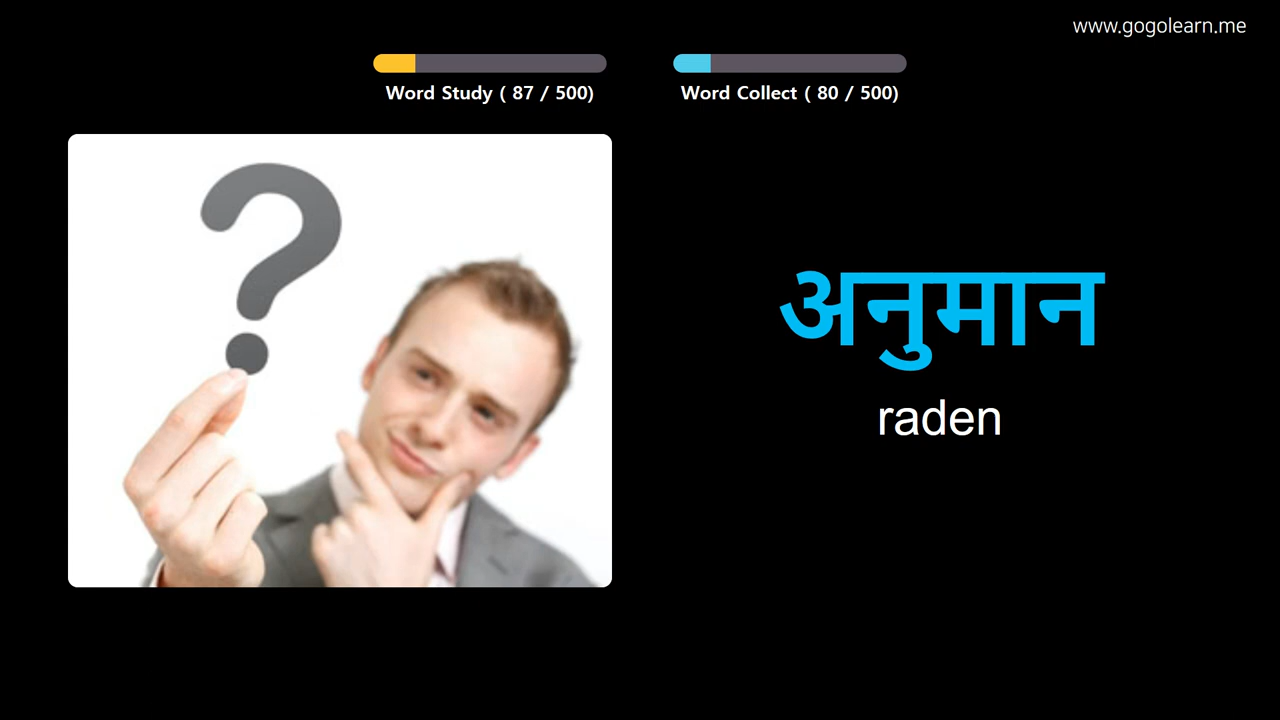 www.gogolearn.me
Word Study ( 87 / 500)
Word Collect ( 80 / 500)
?
अनुमान
raden